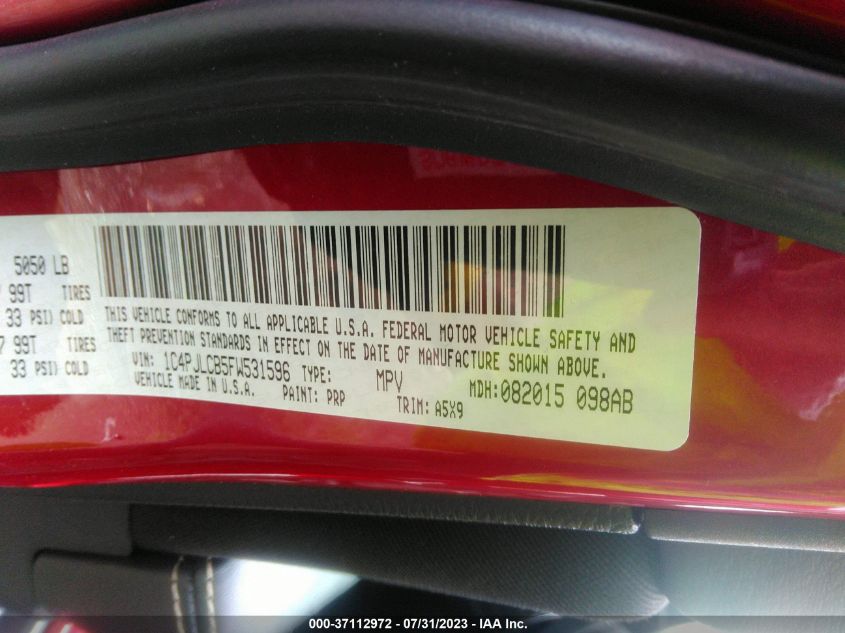 5050 LB
99T TIRES
33 PSI) COLD
99T TIRES
33 PSI) COLD
THIS VEHICLE CONFORMS TO ALL APPLICABLE U.S.A. FEDERAL MOTOR VEHICLE SAFETY AND
THEFT PREVENTION STANDARDS IN EFFECT ON THE DATE OF MANUFACTURE SHOWN ABOVE.
VIN: 1C4PJLCB5FW531596 TYPE: MPV MDH:082015 098AB
VEHICLE MADE IN U.S.A. PAINT: PRP TRIM: A5X9
000-37112972 - 07/31/2023 - IAA Inc.